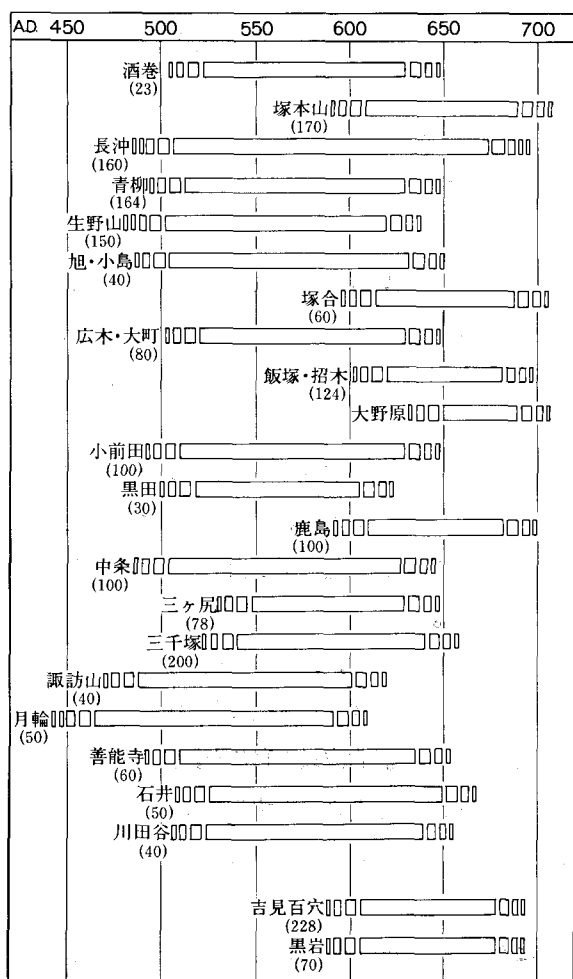 A.D. 450 500 550 600 650 700
酒巻
(23)
塚本山
(170)
長沖
(160)
青柳
(164)
生野山
(150)
旭・小島
(40)
塚合
(60)
広木・大町
(80)
飯塚・招木
(124)
大野原
小前田
(100)
黒田
(30)
鹿島
(100)
中条
(100)
三ヶ尻
(78)
三千塚
(200)
諏訪山
(40)
月輪
(50)
善能寺
(60)
石井
(50)
川田谷
(40)
吉見百穴
(228)
黒岩
(70)